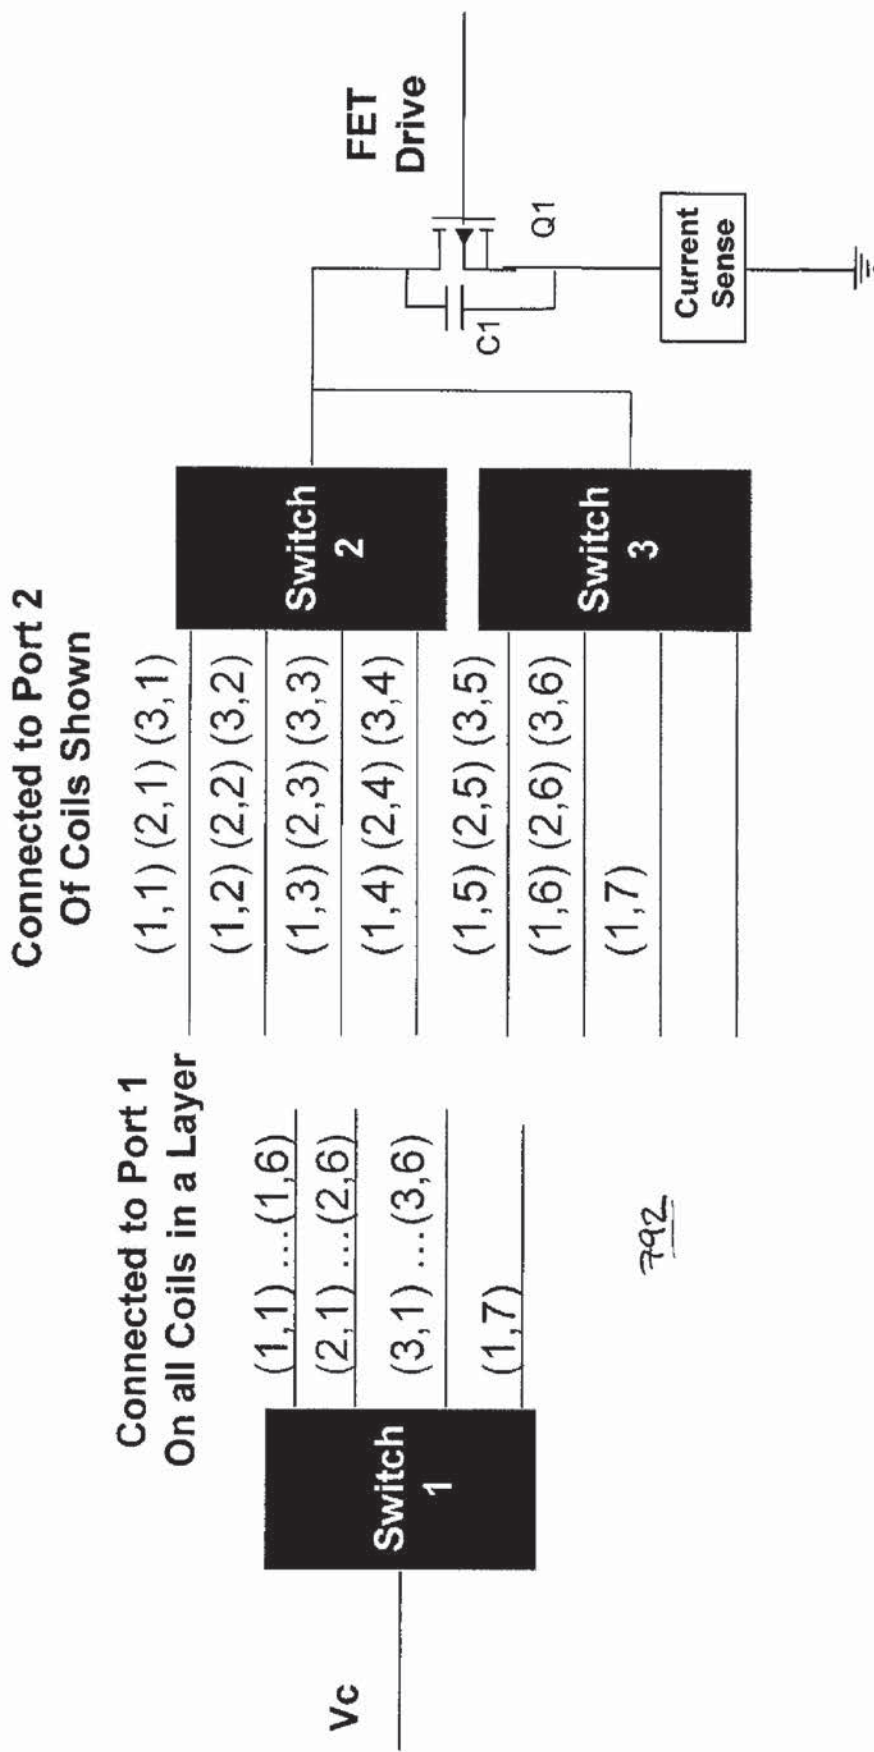 Vc
Switch
1
Connected to Port 1
On all Coils in a Layer
(1,1) ...(1,6)
(2,1) ...(2,6)
(3,1) ...(3,6)
(1,7)
792
Connected to Port 2
Of Coils Shown
(1,1) (2,1) (3,1)
(1,2) (2,2) (3,2)
(1,3) (2,3) (3,3)
(1,4) (2,4) (3,4)
(1,5) (2,5) (3,5)
(1,6) (2,6) (3,6)
(1,7)
Switch
2
Switch
3
C1
Q1
FET
Drive
Current
Sense